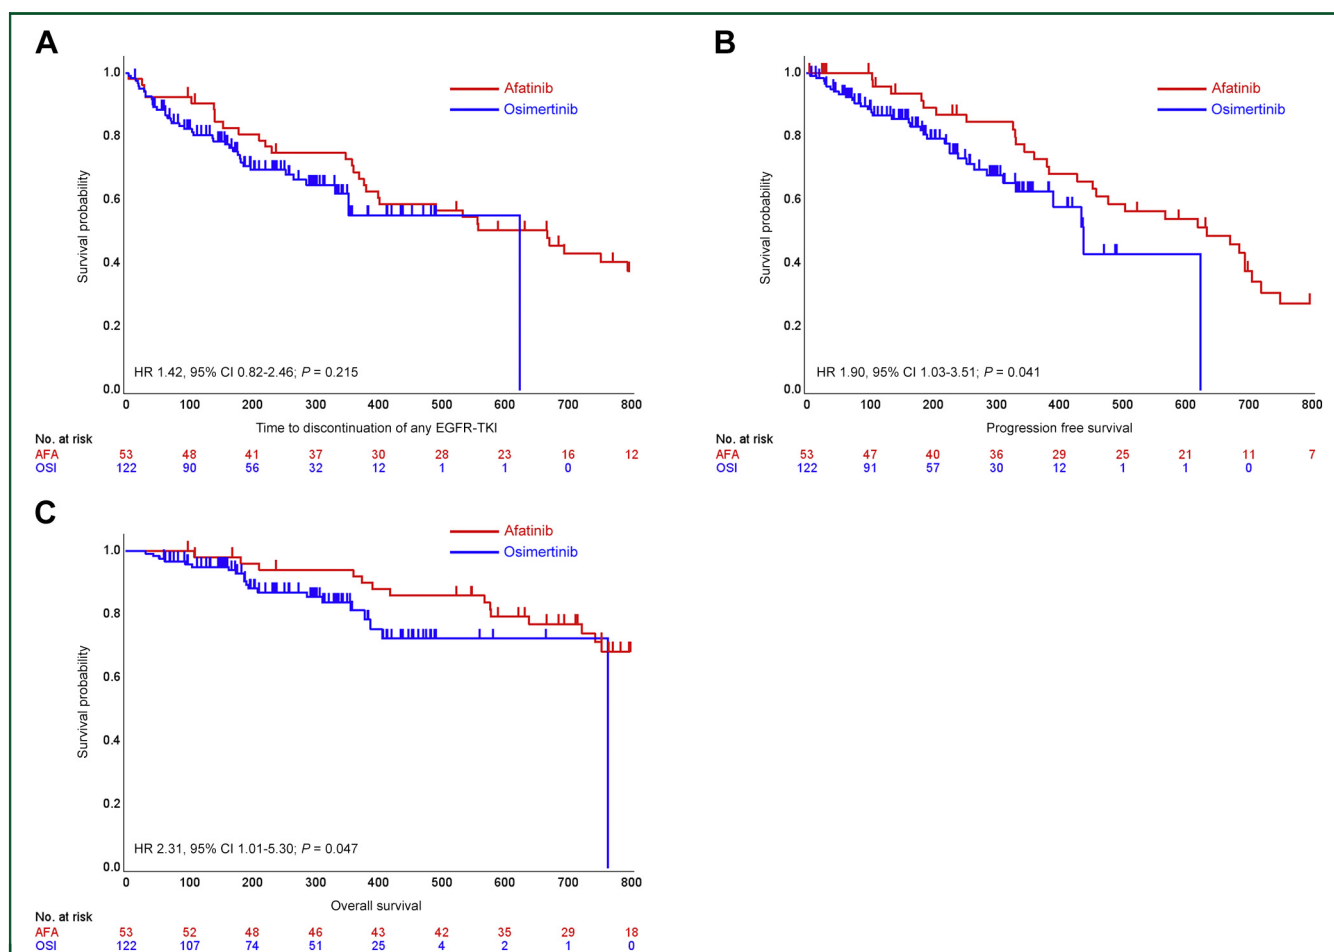 A
1.0
0.8
0.6
0.4
0.2
0.0
Survival probability
Afatinib
Osimertinib
HR 1.42, 95% CI 0.82-2.46; P = 0.215
0 100 200 300 400 500 600 700 800
Time to discontinuation of any EGFR-TKI
No. at risk
AFA 53 48 41 37 30 28 23 16 12
OSI 122 90 56 32 12 1 1 0
B
1.0
0.8
0.6
0.4
0.2
0.0
Survival probability
Afatinib
Osimertinib
HR 1.90, 95% CI 1.03-3.51; P = 0.041
0 100 200 300 400 500 600 700 800
Progression free survival
No. at risk
AFA 53 47 40 36 29 25 21 11 7
OSI 122 91 57 30 12 1 1 0
C
1.0
0.8
0.6
0.4
0.2
0.0
Survival probability
Afatinib
Osimertinib
HR 2.31, 95% CI 1.01-5.30; P = 0.047
0 100 200 300 400 500 600 700 800
Overall survival
No. at risk
AFA 53 52 48 46 43 42 35 29 18
OSI 122 107 74 51 25 4 2 1 0